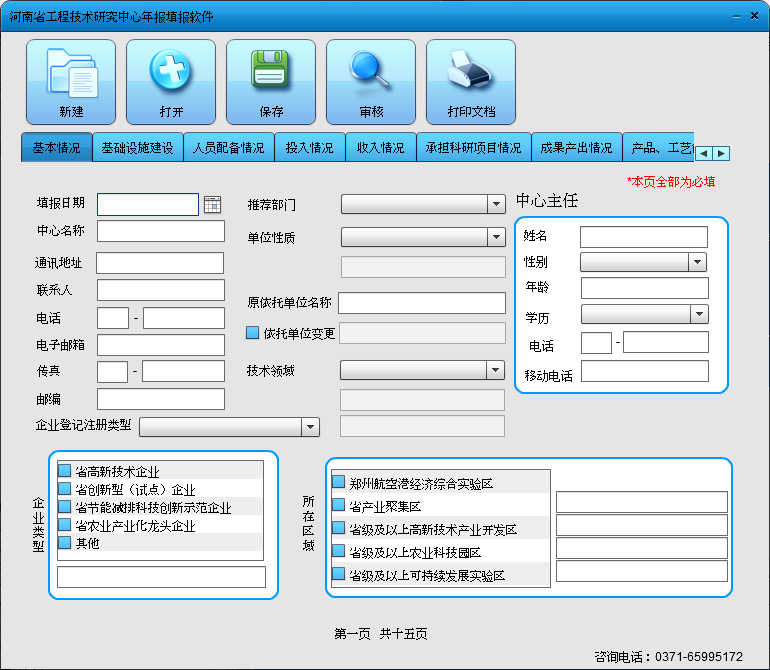 河南省工程技术研究中心年报填报软件
新建 打开 保存 审核 打印文档
基本情况 基础设施建设 人员配备情况 投入情况 收入情况 承担科研项目情况 成果产出情况 产品、工艺
*本页全部为必填
填报日期 推荐部门 中心主任
中心名称 单位性质 姓名
通讯地址 性别
联系人 原依托单位名称 年龄
电话 - 依托单位变更 学历
电子邮箱 电话 -
传真 - 技术领域 移动电话
邮编
企业登记注册类型
企业类型
省高新技术企业
省创新型（试点）企业
省节能减排科技创新示范企业
省农业产业化龙头企业
其他
所在区域
郑州航空港经济综合实验区
省产业聚集区
省级及以上高新技术产业开发区
省级及以上农业科技园区
省级及以上可持续发展实验区
第一页 共十五页
咨询电话：0371-65995172